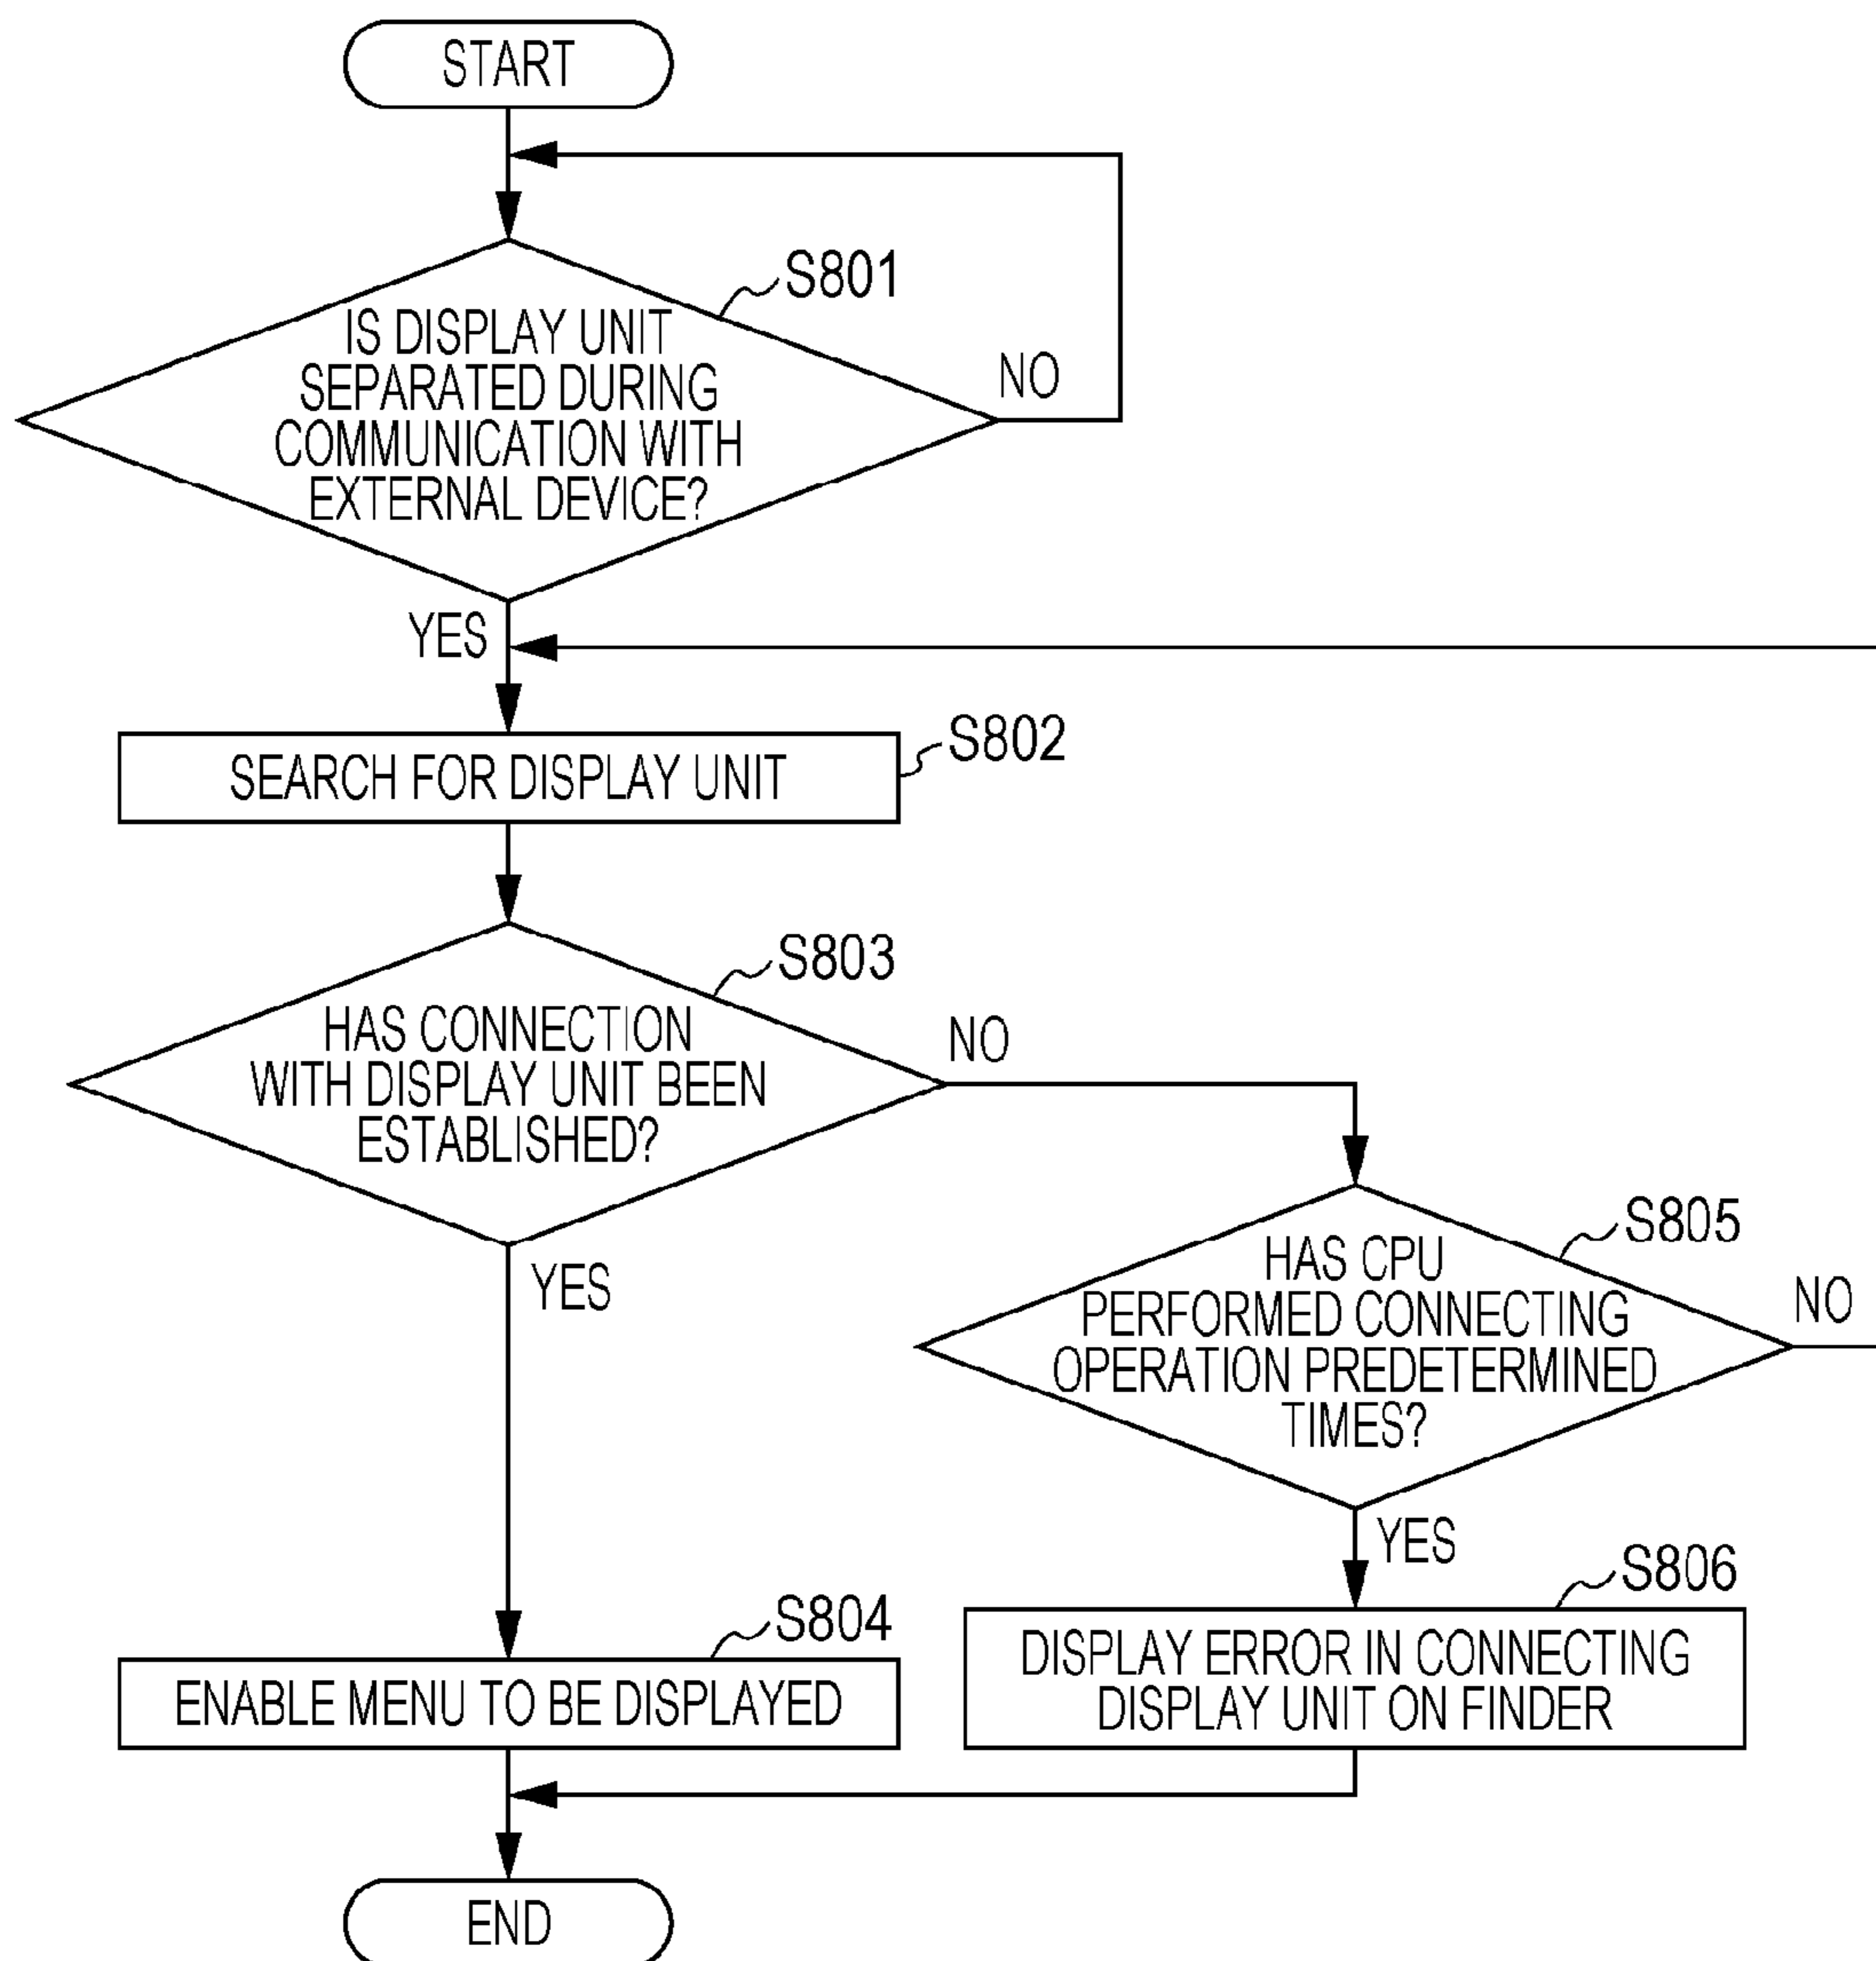 START
S801
IS DISPLAY UNIT
SEPARATED DURING
COMMUNICATION WITH
EXTERNAL DEVICE?
NO
YES
S802
SEARCH FOR DISPLAY UNIT
S803
HAS CONNECTION
WITH DISPLAY UNIT BEEN
ESTABLISHED?
NO
YES
S805
HAS CPU
PERFORMED CONNECTING
OPERATION PREDETERMINED
TIMES?
NO
YES
S804
ENABLE MENU TO BE DISPLAYED
S806
DISPLAY ERROR IN CONNECTING
DISPLAY UNIT ON FINDER
END